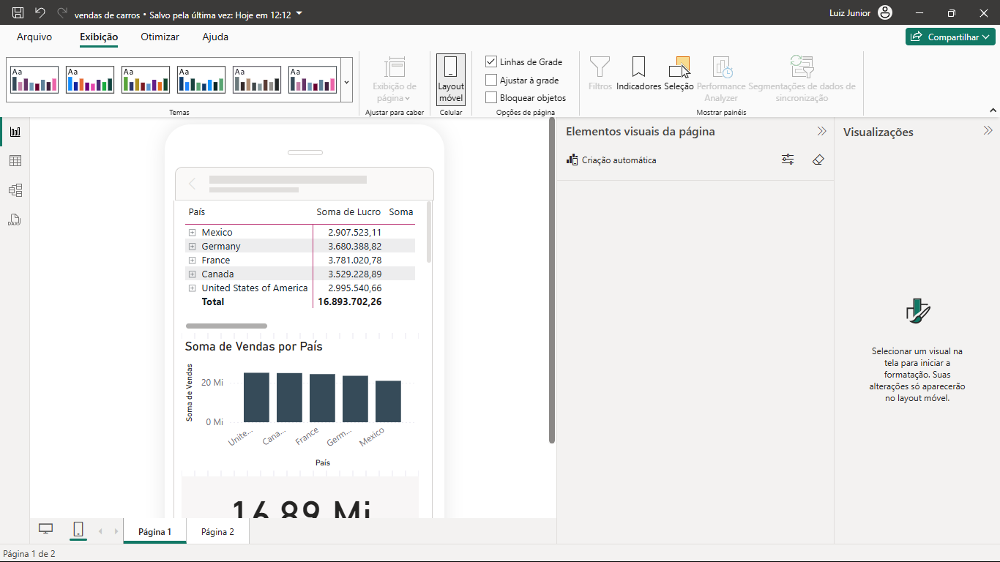 vendas de carros • Salvo pela última vez: Hoje em 12:12
Luiz Junior
Arquivo
Exibição
Otimizar
Ajuda
Compartilhar
Aa
Aa
Aa
Aa
Aa
Aa
Temas
Exibição de
página
Ajustar para caber
Layout
móvel
Celular
Linhas de Grade
Ajustar à grade
Bloquear objetos
Opções de página
Filtros
Indicadores
Seleção
Performance
Analyzer
Segmentações de dados de
sincronização
Mostrar painéis
DAX
País Soma de Lucro Soma
Mexico 2.907.523,11
Germany 3.680.388,82
France 3.781.020,78
Canada 3.529.228,89
United States of America 2.995.540,66
Total 16.893.702,26
Soma de Vendas por País
Soma de Vendas
20 Mi
0 Mi
Unite...
Cana...
France
Germ...
Mexico
País
16,89 Mi
Elementos visuais da página
Criação automática
Visualizações
Selecionar um visual na
tela para iniciar a
formatação. Suas
alterações só aparecerão
no layout móvel.
Página 1
Página 2
Página 1 de 2